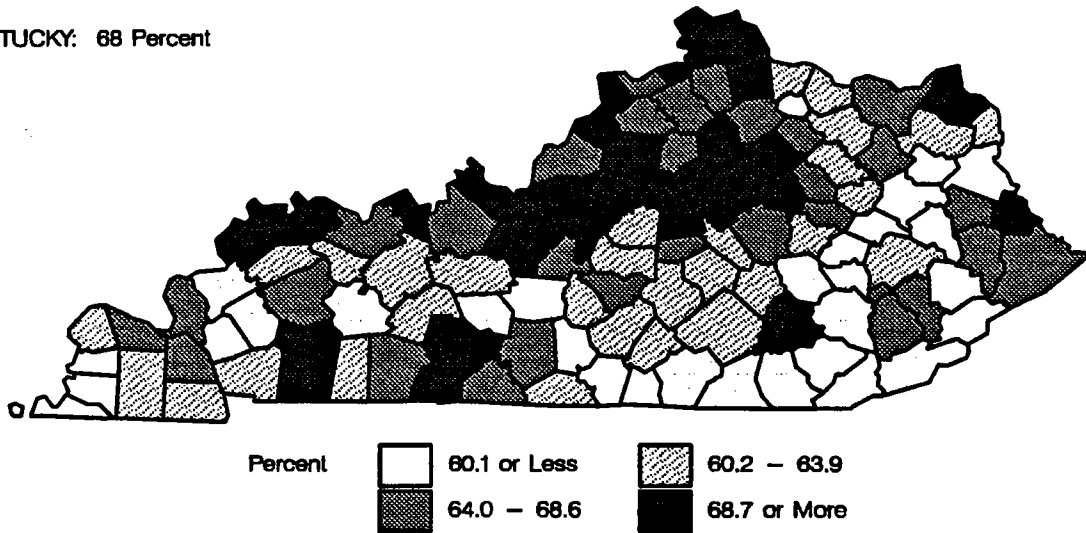 TUCKY: 68 Percent
Percent
60.1 or Less
60.2 – 63.9
64.0 – 68.6
68.7 or More